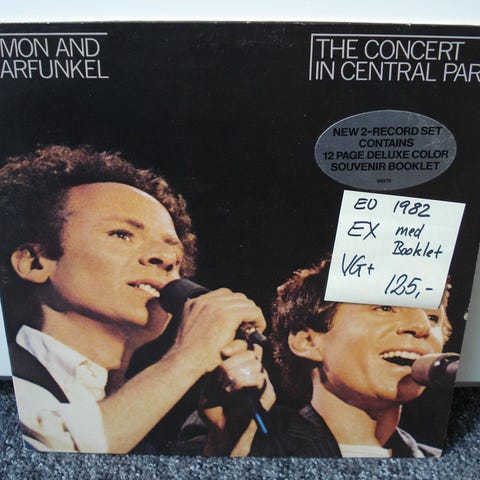 MON AND
ARFUNKEL
THE CONCERT
IN CENTRAL PAR
NEW 2-RECORD SET
CONTAINS
12 PAGE DELUXE COLOR
SOUVENIR BOOKLET
EU 1982
EX med
Booklet
VG+
125,-